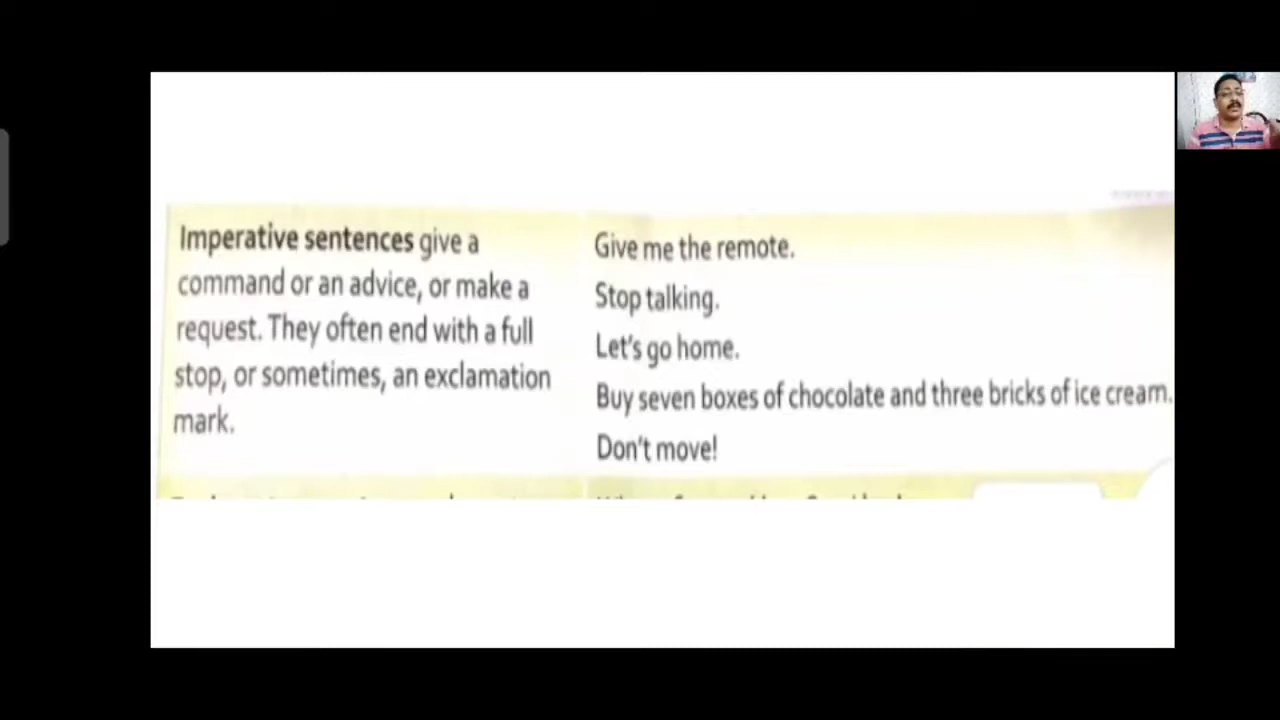 Imperative sentences give a
command or an advice, or make a
request. They often end with a full
stop, or sometimes, an exclamation
mark.
Give me the remote.
Stop talking.
Let's go home.
Buy seven boxes of chocolate and three bricks of ice cream.
Don't move!